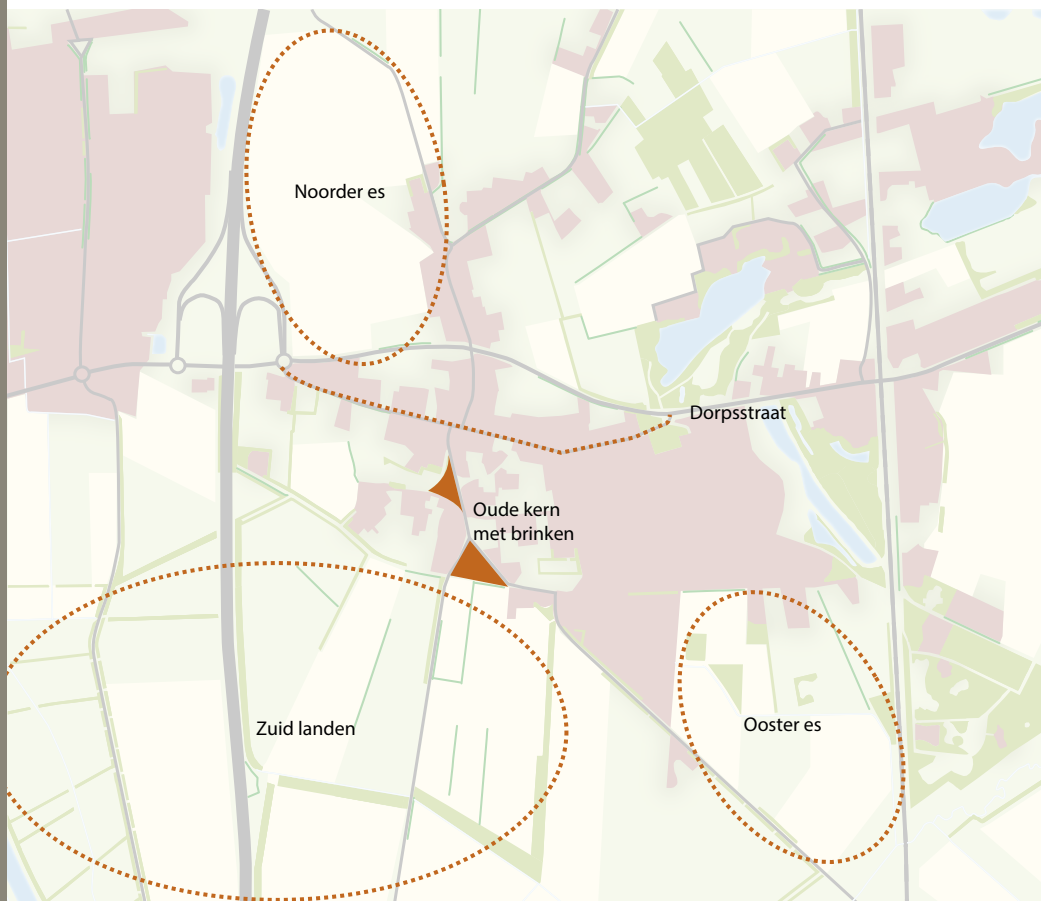 Noorder es
Dorpsstraat
Oude kern
met brinken
Zuid landen
Ooster es